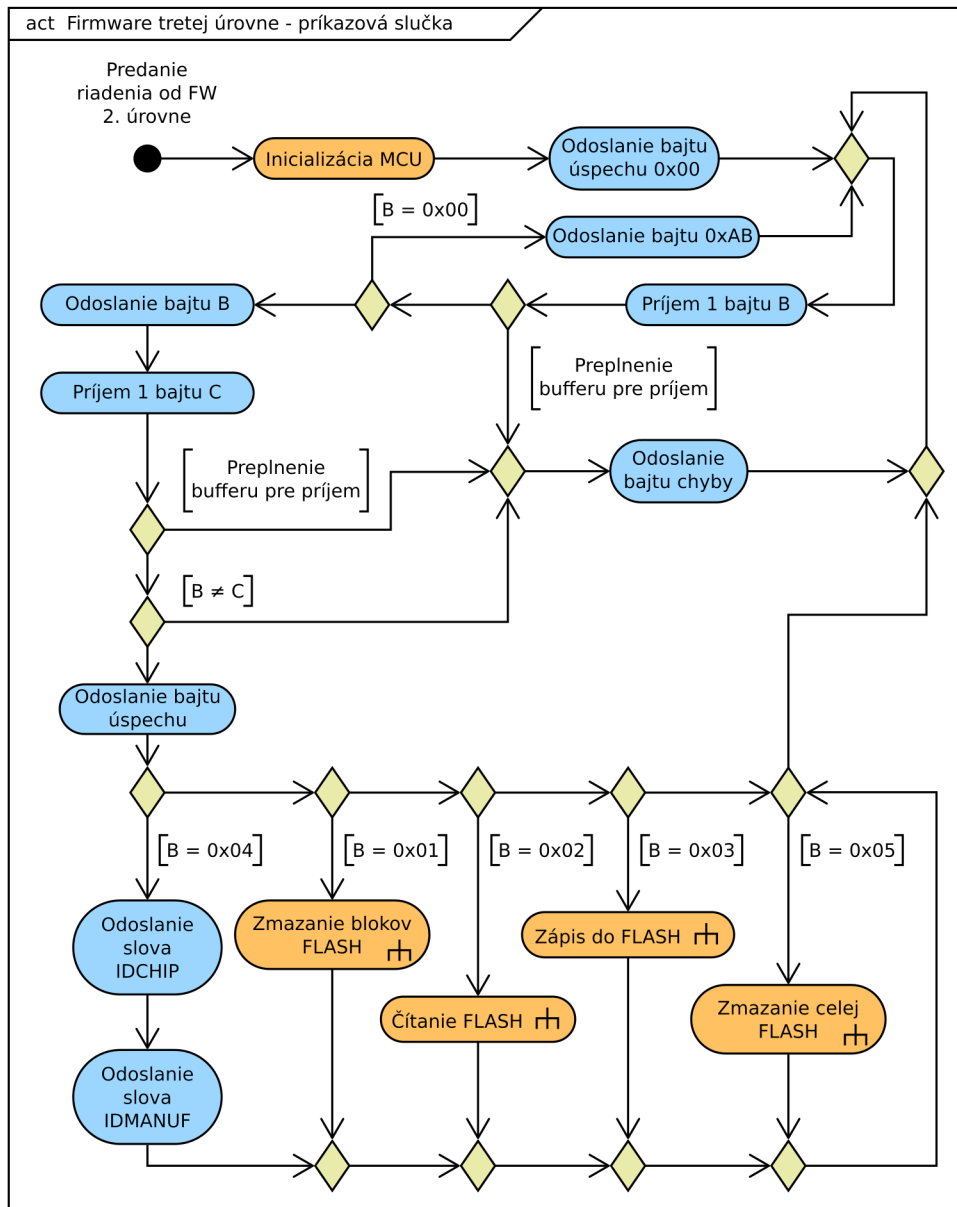 act Firmware tretej úrovne - príkazová slučka
Predanie
riadenia od FW
2. úrovne
Inicializácia MCU
Odoslanie bajtu
úspechu 0x00
[B = 0x00]
Odoslanie bajtu 0xAB
Odoslanie bajtu B
Príjem 1 bajtu B
Preplnenie
bufferu pre príjem
Príjem 1 bajtu C
Preplnenie
bufferu pre príjem
Odoslanie
bajtu chyby
[B ≠ C]
Odoslanie bajtu
úspechu
[B = 0x04]
[B = 0x01]
[B = 0x02]
[B = 0x03]
[B = 0x05]
Odoslanie
slova
IDCHIP
Zmazanie blokov
FLASH
Zápis do FLASH
Čítanie FLASH
Zmazanie celej
FLASH
Odoslanie
slova
IDMANUF